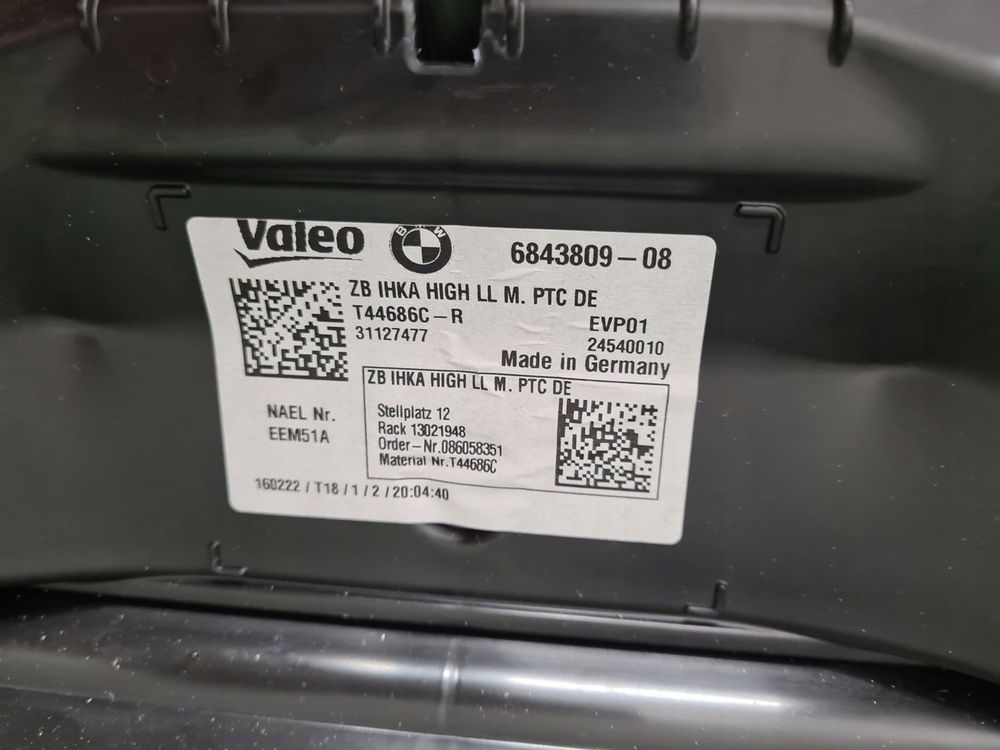 Valeo BMW 6843809-08
ZB IHKA HIGH LL M. PTC DE
T44686C-R EVP01
31127477 24540010
Made in Germany
ZB IHKA HIGH LL M. PTC DE
NAEL Nr.
EEM51A
Stellplatz 12
Rack 13021948
Order-Nr.086058351
Material Nr.T44686C
160222 / T18 / 1 / 2 / 20:04:40